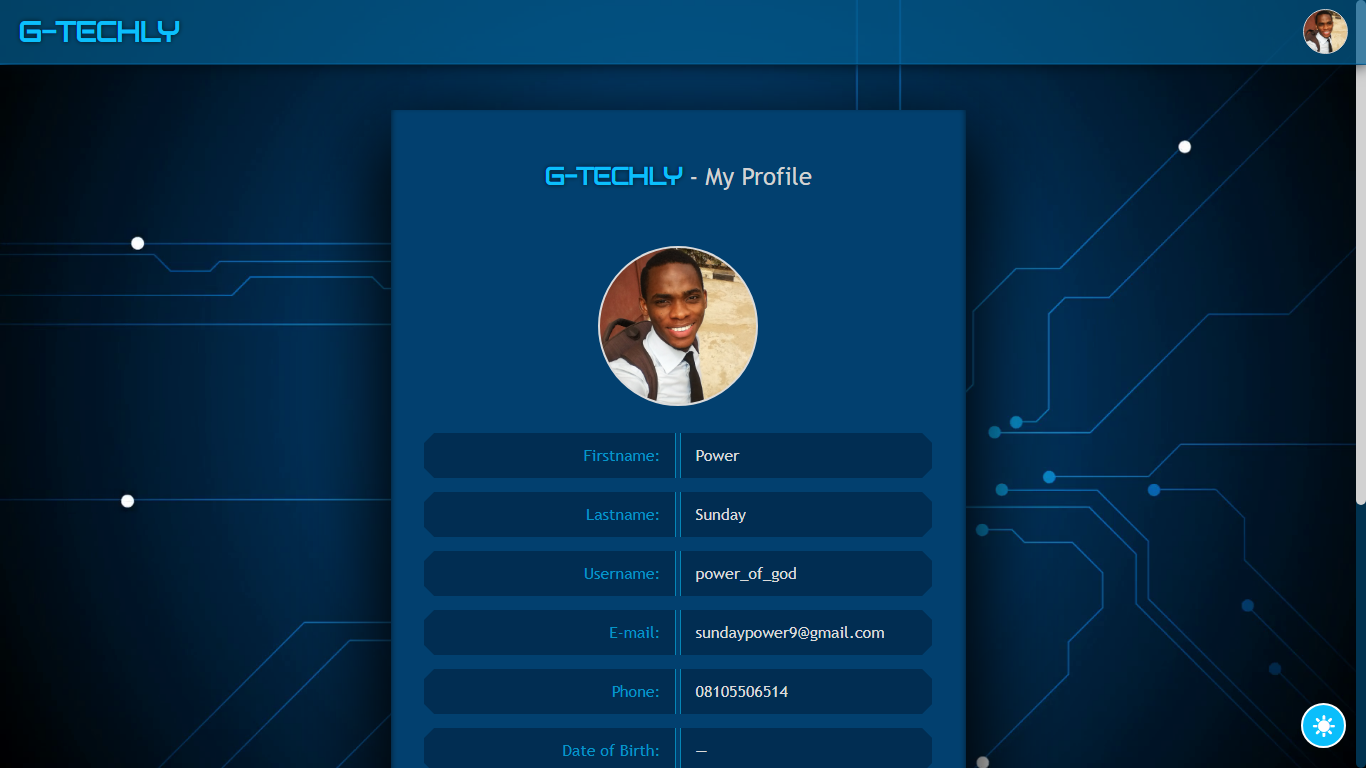 G-TECHLY
G-TECHLY - My Profile
Firstname: Power
Lastname: Sunday
Username: power_of_god
E-mail: sundaypower9@gmail.com
Phone: 08105506514
Date of Birth: —